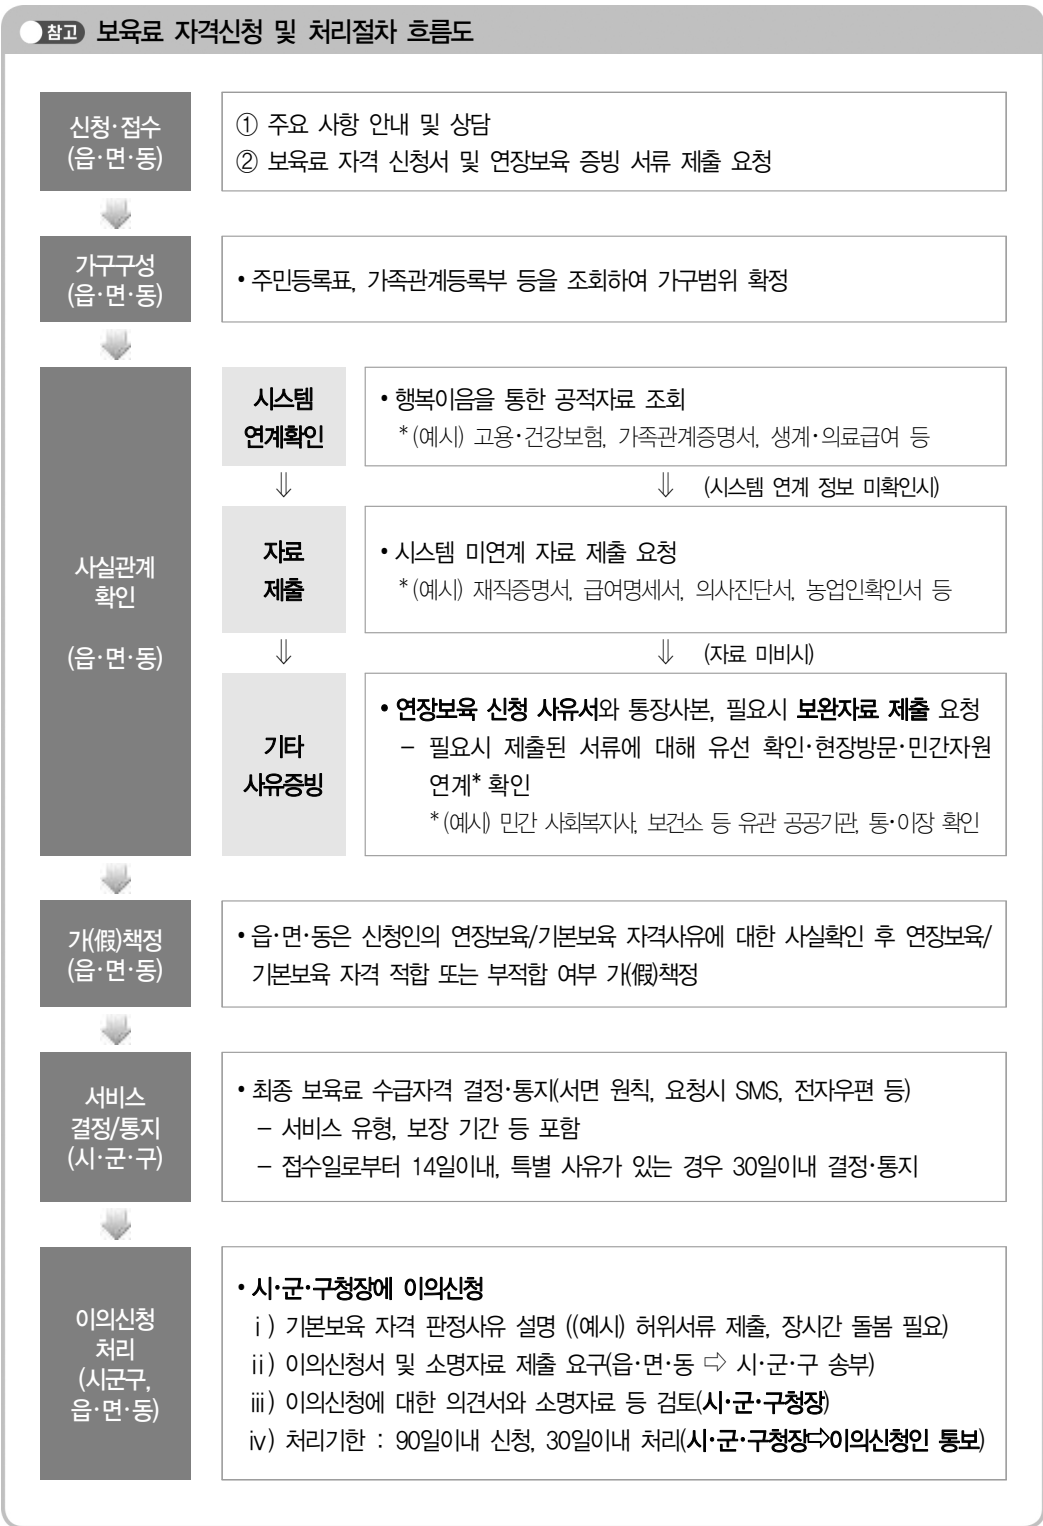 참고 보육료 자격신청 및 처리절차 흐름도
신청·접수
(읍·면·동)
① 주요 사항 안내 및 상담
② 보육료 자격 신청서 및 연장보육 증빙 서류 제출 요청
가구구성
(읍·면·동)
• 주민등록표, 가족관계등록부 등을 조회하여 가구범위 확정
사실관계
확인
(읍·면·동)
시스템
연계확인
• 행복이음을 통한 공적자료 조회
* (예시) 고용·건강보험, 가족관계증명서, 생계·의료급여 등
⇓ ⇓ (시스템 연계 정보 미확인시)
자료
제출
• 시스템 미연계 자료 제출 요청
* (예시) 재직증명서, 급여명세서, 의사진단서, 농업인확인서 등
⇓ ⇓ (자료 미비시)
기타
사유증빙
• 연장보육 신청 사유서와 통장사본, 필요시 보완자료 제출 요청
- 필요시 제출된 서류에 대해 유선 확인·현장방문·민간자원
연계* 확인
* (예시) 민간 사회복지사, 보건소 등 유관 공공기관, 통·이장 확인
가(假)책정
(읍·면·동)
• 읍·면·동은 신청인의 연장보육/기본보육 자격사유에 대한 사실확인 후 연장보육/
기본보육 자격 적합 또는 부적합 여부 가(假)책정
서비스
결정/통지
(시·군·구)
• 최종 보육료 수급자격 결정·통지(서면 원칙, 요청시 SMS, 전자우편 등)
- 서비스 유형, 보장 기간 등 포함
- 접수일로부터 14일이내, 특별 사유가 있는 경우 30일이내 결정·통지
이의신청
처리
(시군구,
읍·면·동)
• 시·군·구청장에 이의신청
ⅰ) 기본보육 자격 판정사유 설명 ((예시) 허위서류 제출, 장시간 돌봄 필요)
ⅱ) 이의신청서 및 소명자료 제출 요구(읍·면·동 ⇨ 시·군·구 송부)
ⅲ) 이의신청에 대한 의견서와 소명자료 등 검토(시·군·구청장)
ⅳ) 처리기한 : 90일이내 신청, 30일이내 처리(시·군·구청장⇨이의신청인 통보)